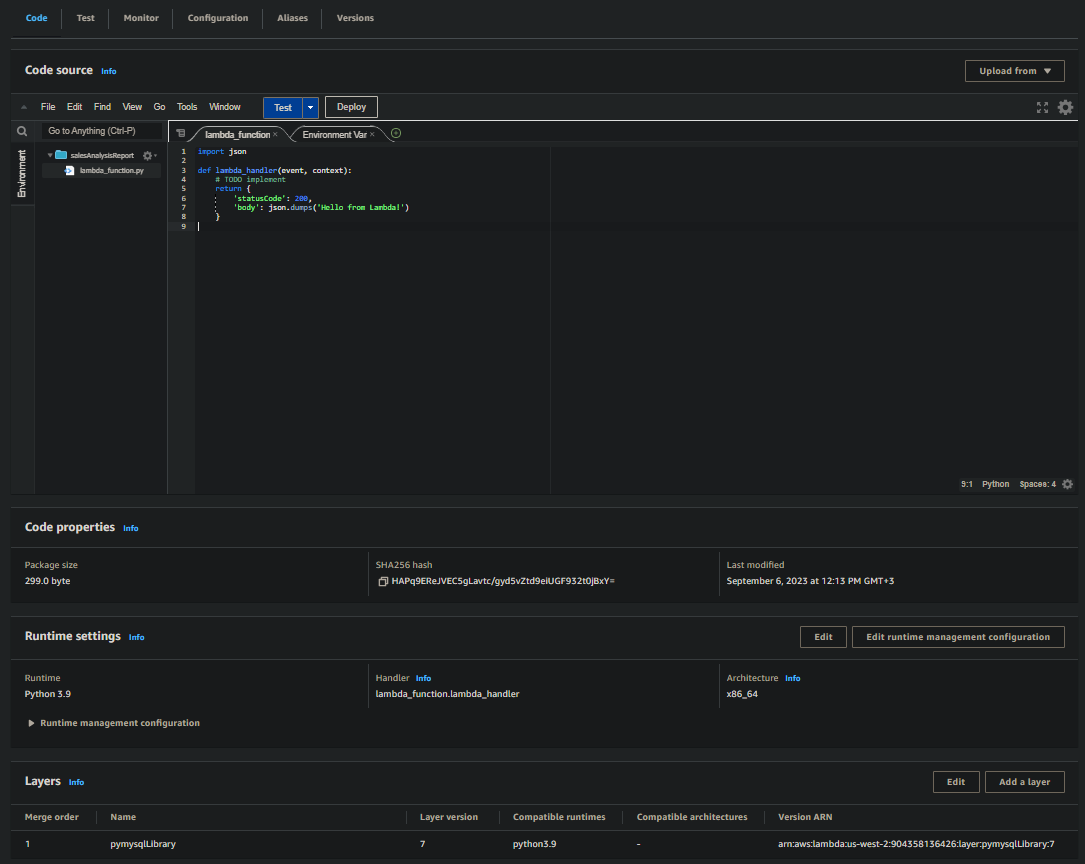 Code Test Monitor Configuration Aliases Versions
Code source Info Upload from
File Edit Find View Go Tools Window Test Deploy
Go to Anything (Ctrl-P) lambda_function Environment Var
Environment
salesAnalysisReport
lambda_function.py
1 import json
2
3 def lambda_handler(event, context):
4 # TODO implement
5 return {
6 'statusCode': 200,
7 'body': json.dumps('Hello from Lambda!')
8 }
9
9:1 Python Spaces: 4
Code properties Info
Package size SHA256 hash Last modified
299.0 byte HAPq9EReJVEC5gLavtc/gyd5vZtd9eiUGF932t0jBxY= September 6, 2023 at 12:13 PM GMT+3
Runtime settings Info Edit Edit runtime management configuration
Runtime Handler Info Architecture Info
Python 3.9 lambda_function.lambda_handler x86_64
Runtime management configuration
Layers Info Edit Add a layer
Merge order Name Layer version Compatible runtimes Compatible architectures Version ARN
1 pymysqlLibrary 7 python3.9 - arn:aws:lambda:us-west-2:904358136426:layer:pymysqlLibrary:7